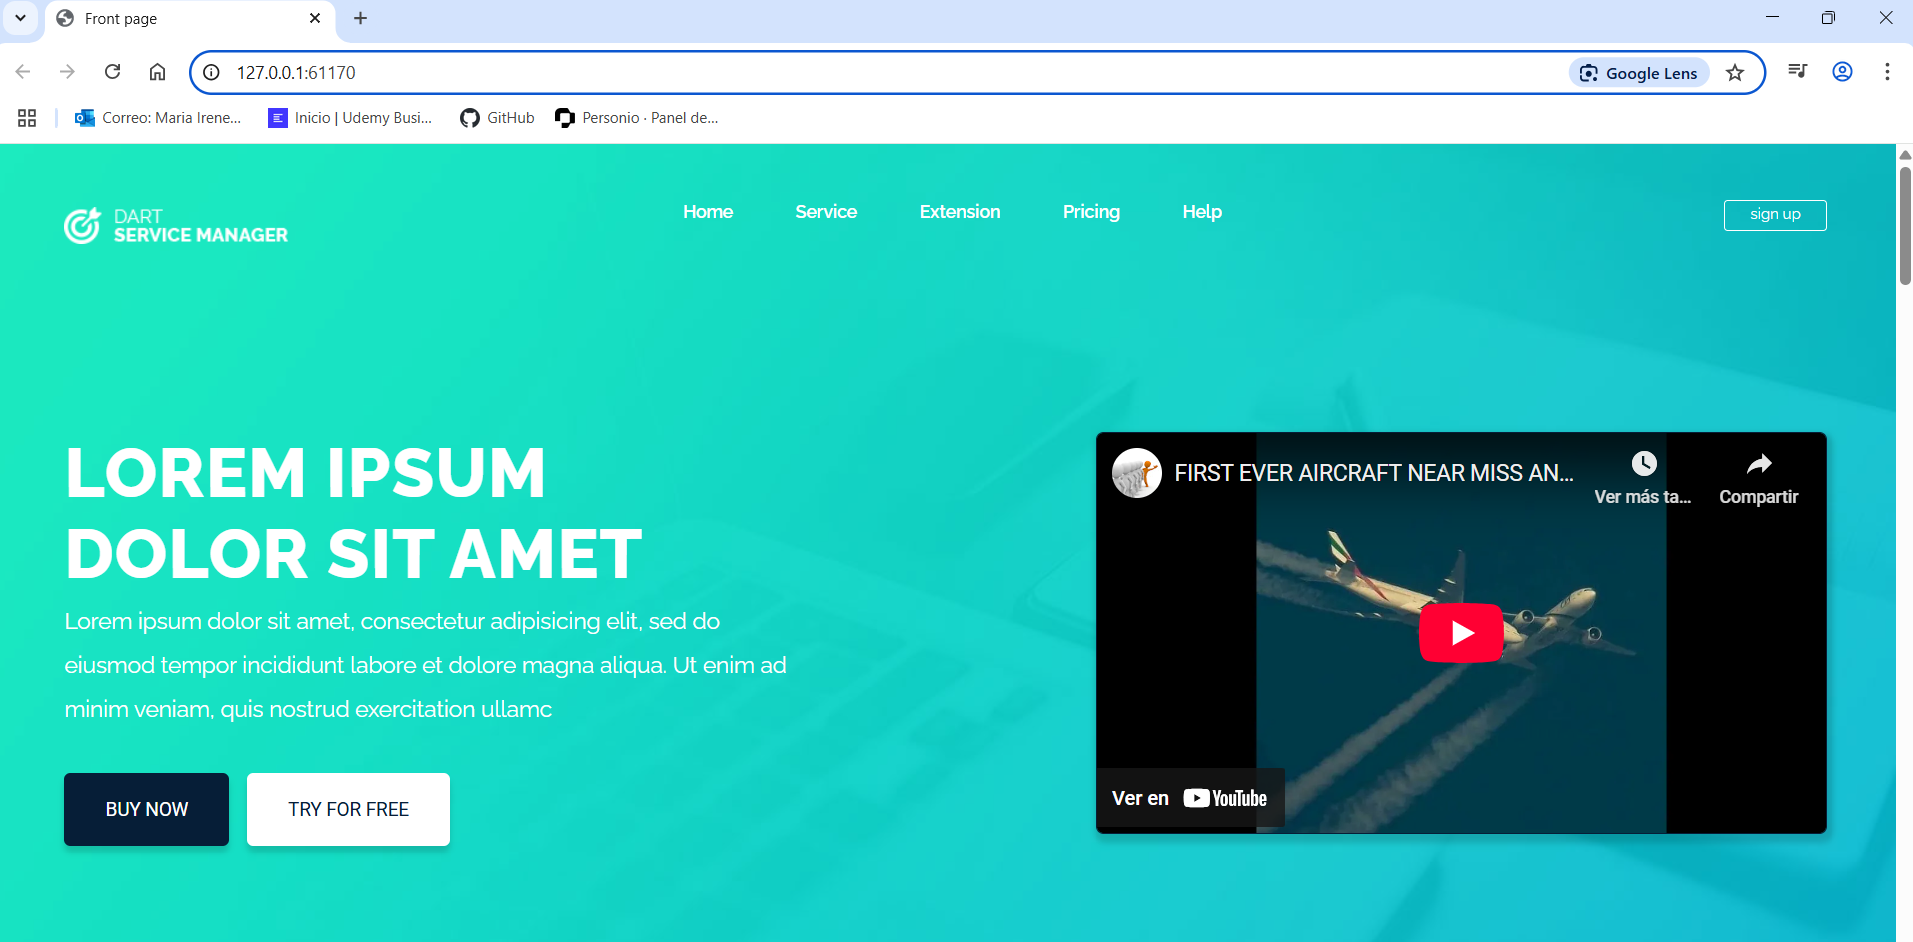 Front page
127.0.0.1:61170
Google Lens
Correo: Maria Irene...
Inicio | Udemy Busi...
GitHub
Personio · Panel de...
DART
SERVICE MANAGER
Home
Service
Extension
Pricing
Help
sign up
LOREM IPSUM
DOLOR SIT AMET
Lorem ipsum dolor sit amet, consectetur adipisicing elit, sed do
eiusmod tempor incididunt labore et dolore magna aliqua. Ut enim ad
minim veniam, quis nostrud exercitation ullamc
BUY NOW
TRY FOR FREE
FIRST EVER AIRCRAFT NEAR MISS AN...
Ver más ta...
Compartir
Ver en YouTube